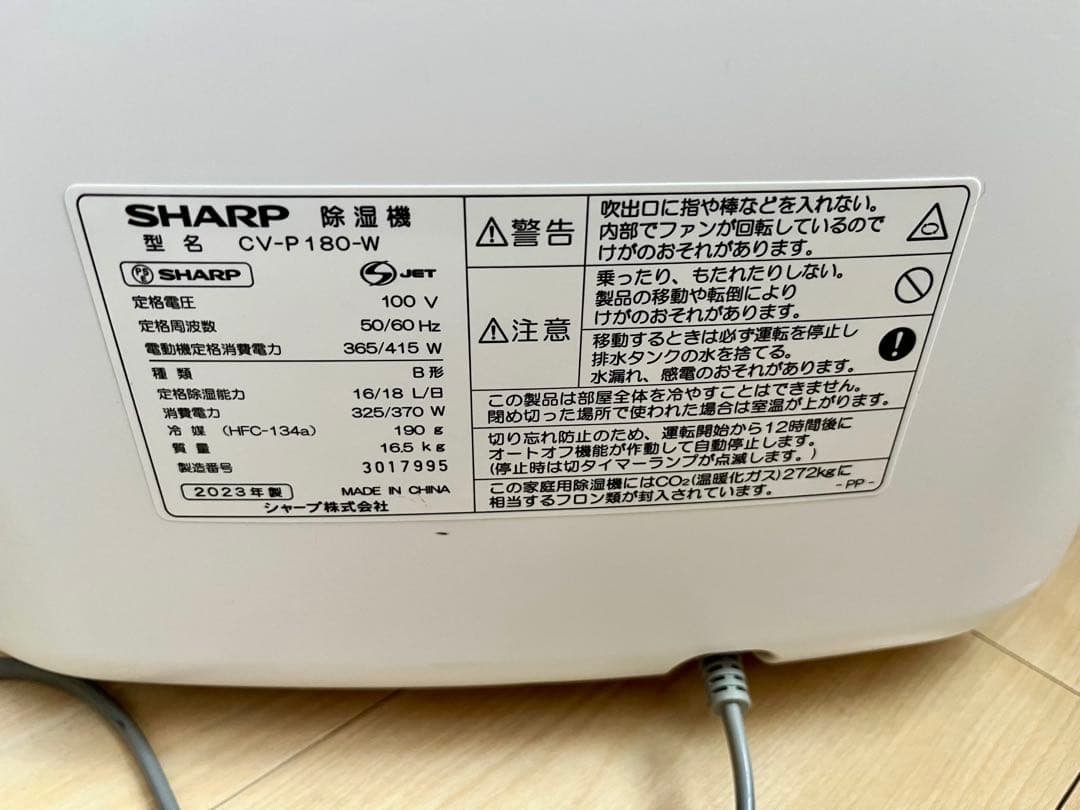 SHARP 除湿機
型名 CV-P180-W
PS E SHARP
JET
定格電圧 100 V
定格周波数 50/60 Hz
電動機定格消費電力 365/415 W
種類 B形
定格除湿能力 16/18 L/日
消費電力 325/370 W
冷媒 (HFC-134a) 190 g
質量 16.5 kg
製造番号 3017995
2023年製 MADE IN CHINA
シャープ株式会社
警告
吹出口に指や棒などを入れない。
内部でファンが回転しているので
けがのおそれがあります。
注意
乗ったり、もたれたりしない。
製品の移動や転倒により
けがのおそれがあります。
移動するときは必ず運転を停止し
排水タンクの水を捨てる。
水漏れ、感電のおそれがあります。
この製品は部屋全体を冷やすことはできません。
閉め切った場所で使われた場合は室温が上がります。
切り忘れ防止のため、運転開始から12時間後に
オートオフ機能が作動して自動停止します。
(停止時は切タイマーランプが点滅します。)
この家庭用除湿機にはCO₂(温暖化ガス)272kgに
相当するフロン類が封入されています。
-PP-